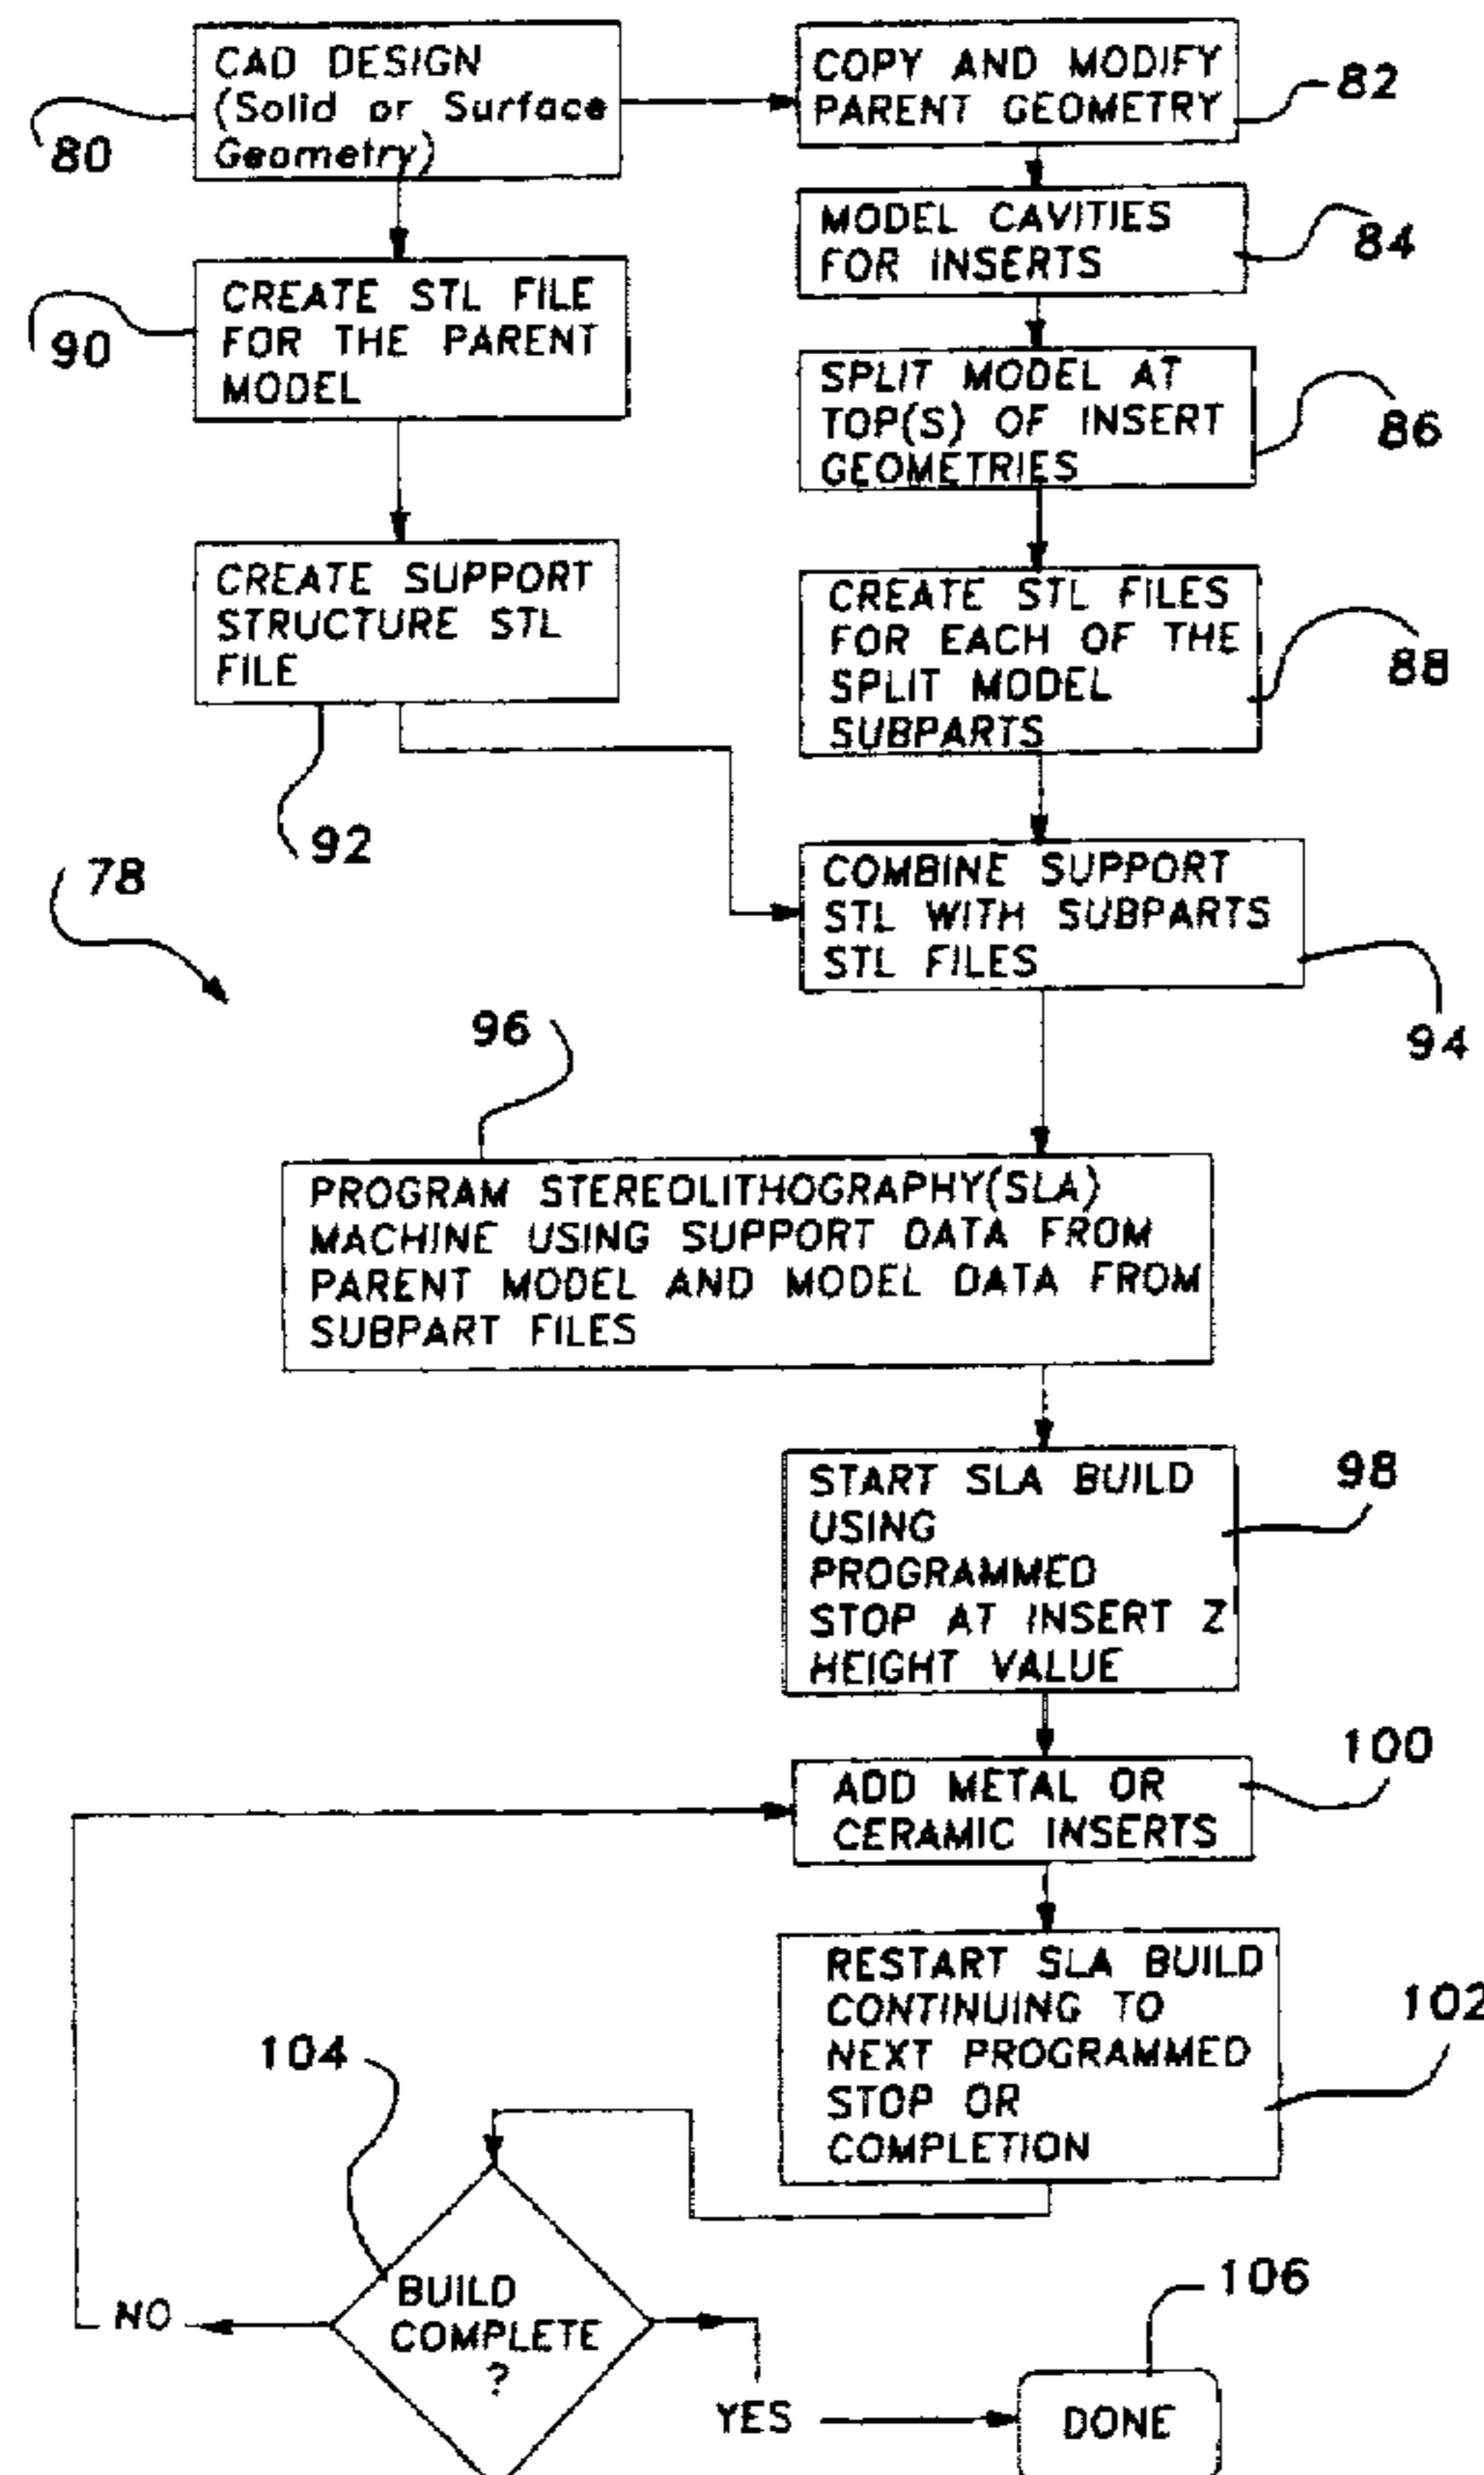 CAD DESIGN
(Solid or Surface
Geometry)
80
COPY AND MODIFY
PARENT GEOMETRY
82
MODEL CAVITIES
FOR INSERTS
84
CREATE STL FILE
FOR THE PARENT
MODEL
90
SPLIT MODEL AT
TOP(S) OF INSERT
GEOMETRIES
86
CREATE SUPPORT
STRUCTURE STL
FILE
92
CREATE STL FILES
FOR EACH OF THE
SPLIT MODEL
SUBPARTS
88
78
COMBINE SUPPORT
STL WITH SUBPARTS
STL FILES
94
96
PROGRAM STEREOLITHOGRAPHY(SLA)
MACHINE USING SUPPORT DATA FROM
PARENT MODEL AND MODEL DATA FROM
SUBPART FILES
START SLA BUILD
USING
PROGRAMMED
STOP AT INSERT Z
HEIGHT VALUE
98
ADD METAL OR
CERAMIC INSERTS
100
RESTART SLA BUILD
CONTINUING TO
NEXT PROGRAMMED
STOP OR
COMPLETION
102
104
BUILD
COMPLETE
?
NO
YES
DONE
106